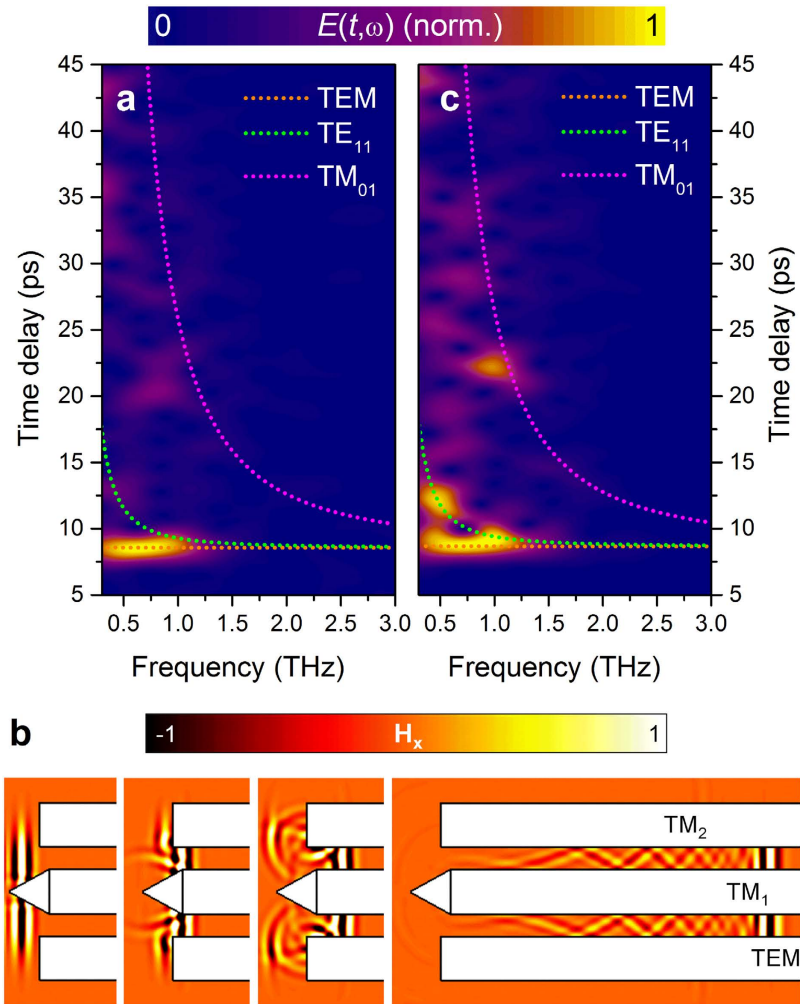 0 E(t,ω) (norm.) 1
a
TEM
TE₁₁
TM₀₁
c
TEM
TE₁₁
TM₀₁
45
40
35
30
25
20
15
10
5
Time delay (ps)
45
40
35
30
25
20
15
10
5
Time delay (ps)
0.5 1.0 1.5 2.0 2.5 3.0
0.5 1.0 1.5 2.0 2.5 3.0
Frequency (THz)
Frequency (THz)
b
-1 Hₓ 1
TM₂
TM₁
TEM